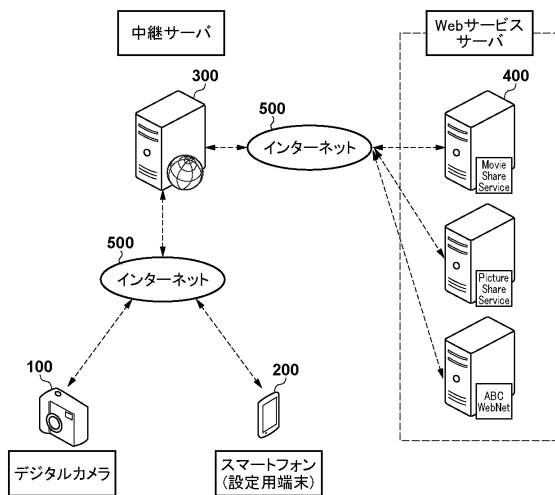 中継サーバ
Webサービス
サーバ
300
400
500
インターネット
Movie
Share
Service
500
インターネット
Picture
Share
Service
100
200
ABC
WebNet
デジタルカメラ
スマートフォン
(設定用端末)